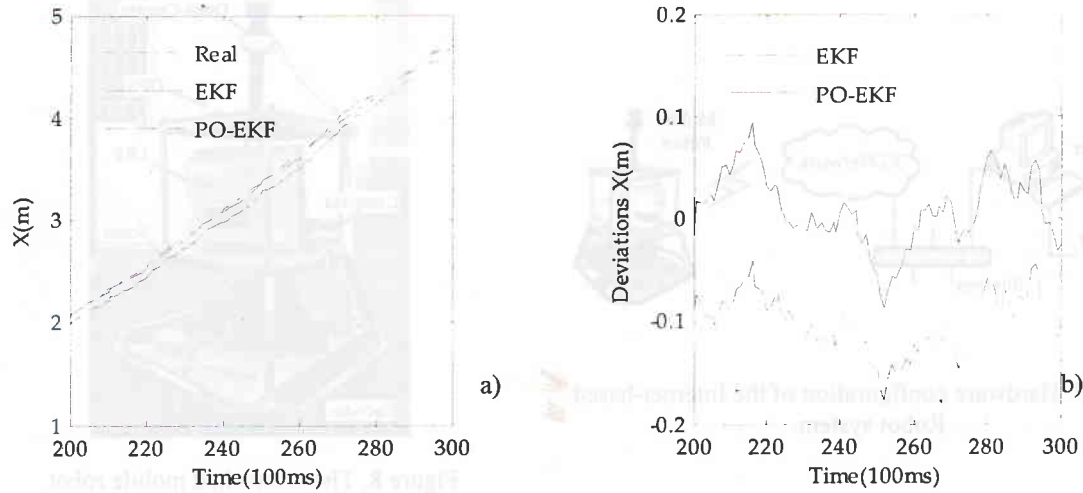 5
4
3
2
1
X(m)
Real
EKF
PO-EKF
200
220
240
260
280
300
Time(100ms)
a)
0.2
0.1
0
-0.1
-0.2
Deviations X(m)
EKF
PO-EKF
200
220
240
260
280
300
Time(100ms)
b)
Hardware configuration of the Internet-based
Robot system
Figure 8. The mobile robot